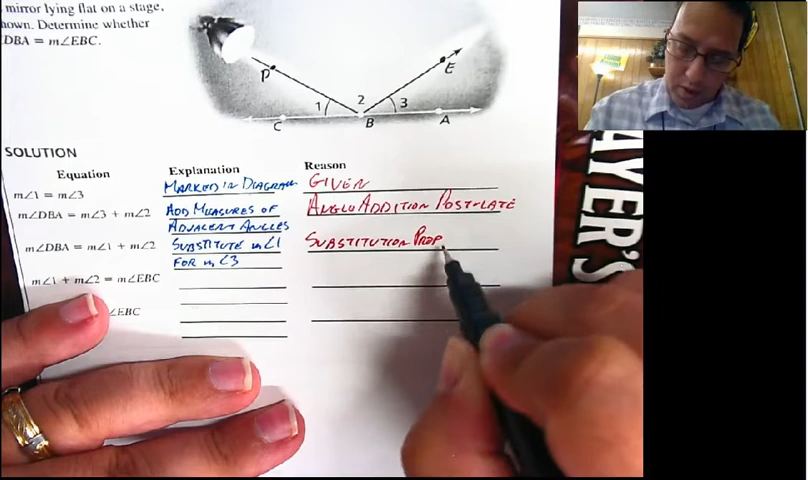 mirror lying flat on a stage,
own. Determine whether
DBA = m∠EBC.
P
E
1
2
3
C
B
A
SOLUTION
Equation Explanation Reason
m∠1 = m∠3 MARKED IN DIAGRAM GIVEN
m∠DBA = m∠3 + m∠2 ADD MEASURES OF ANGLE ADDITION POSTULATE
ADJACENT ANGLES
m∠DBA = m∠1 + m∠2 SUBSTITUTE m∠1 SUBSTITUTION PROP
FOR m∠3
m∠1 + m∠2 = m∠EBC
∠EBC
AYER'S